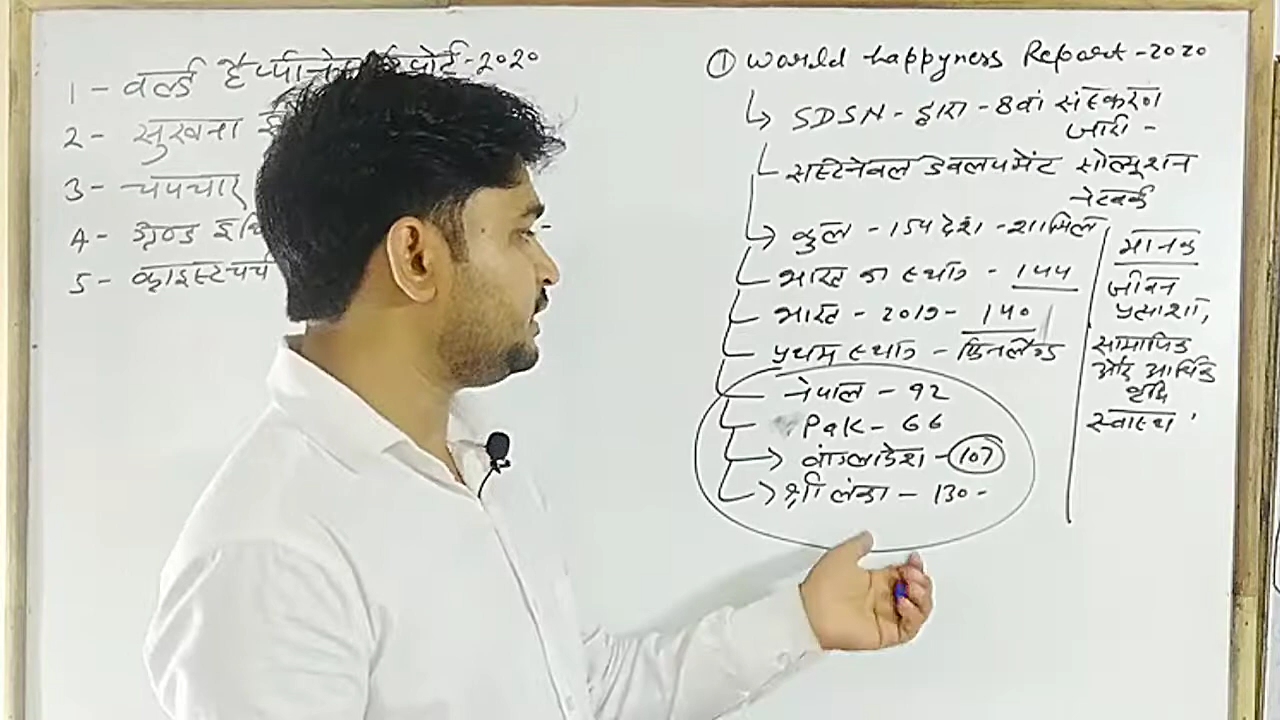 1 - वर्ल्ड हैप्पीनेस रिपोर्ट-2020
2 - सुखना
3 - चपचार
4 - ग्रैण्ड
5 - क्राइस्टचर्च
① World happyness Report - 2020
SDSN - द्वारा - 8वां संस्करण
जारी -
सस्टेनेबल डेवलपमेंट सोल्यूशन
नेटवर्क
कुल - 154 देश - शामिल
भारत का स्थान - 144
भारत - 2019 - 140
प्रथम स्थान - फिनलैण्ड
नेपाल - 92
Pak - 66
बांग्लादेश - 107
श्री लंका - 130 -
मानक
जीवन
प्रत्याशा,
सामाजिक
और आर्थिक
वृद्धि
स्वास्थ्य